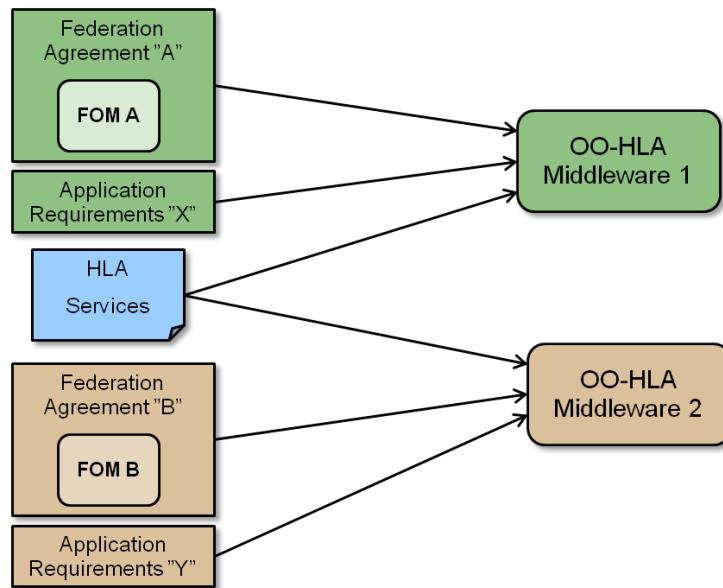 Federation
Agreement ”A”
FOM A
Application
Requirements ”X”
HLA
Services
Federation
Agreement ”B”
FOM B
Application
Requirements ”Y”
OO-HLA
Middleware 1
OO-HLA
Middleware 2